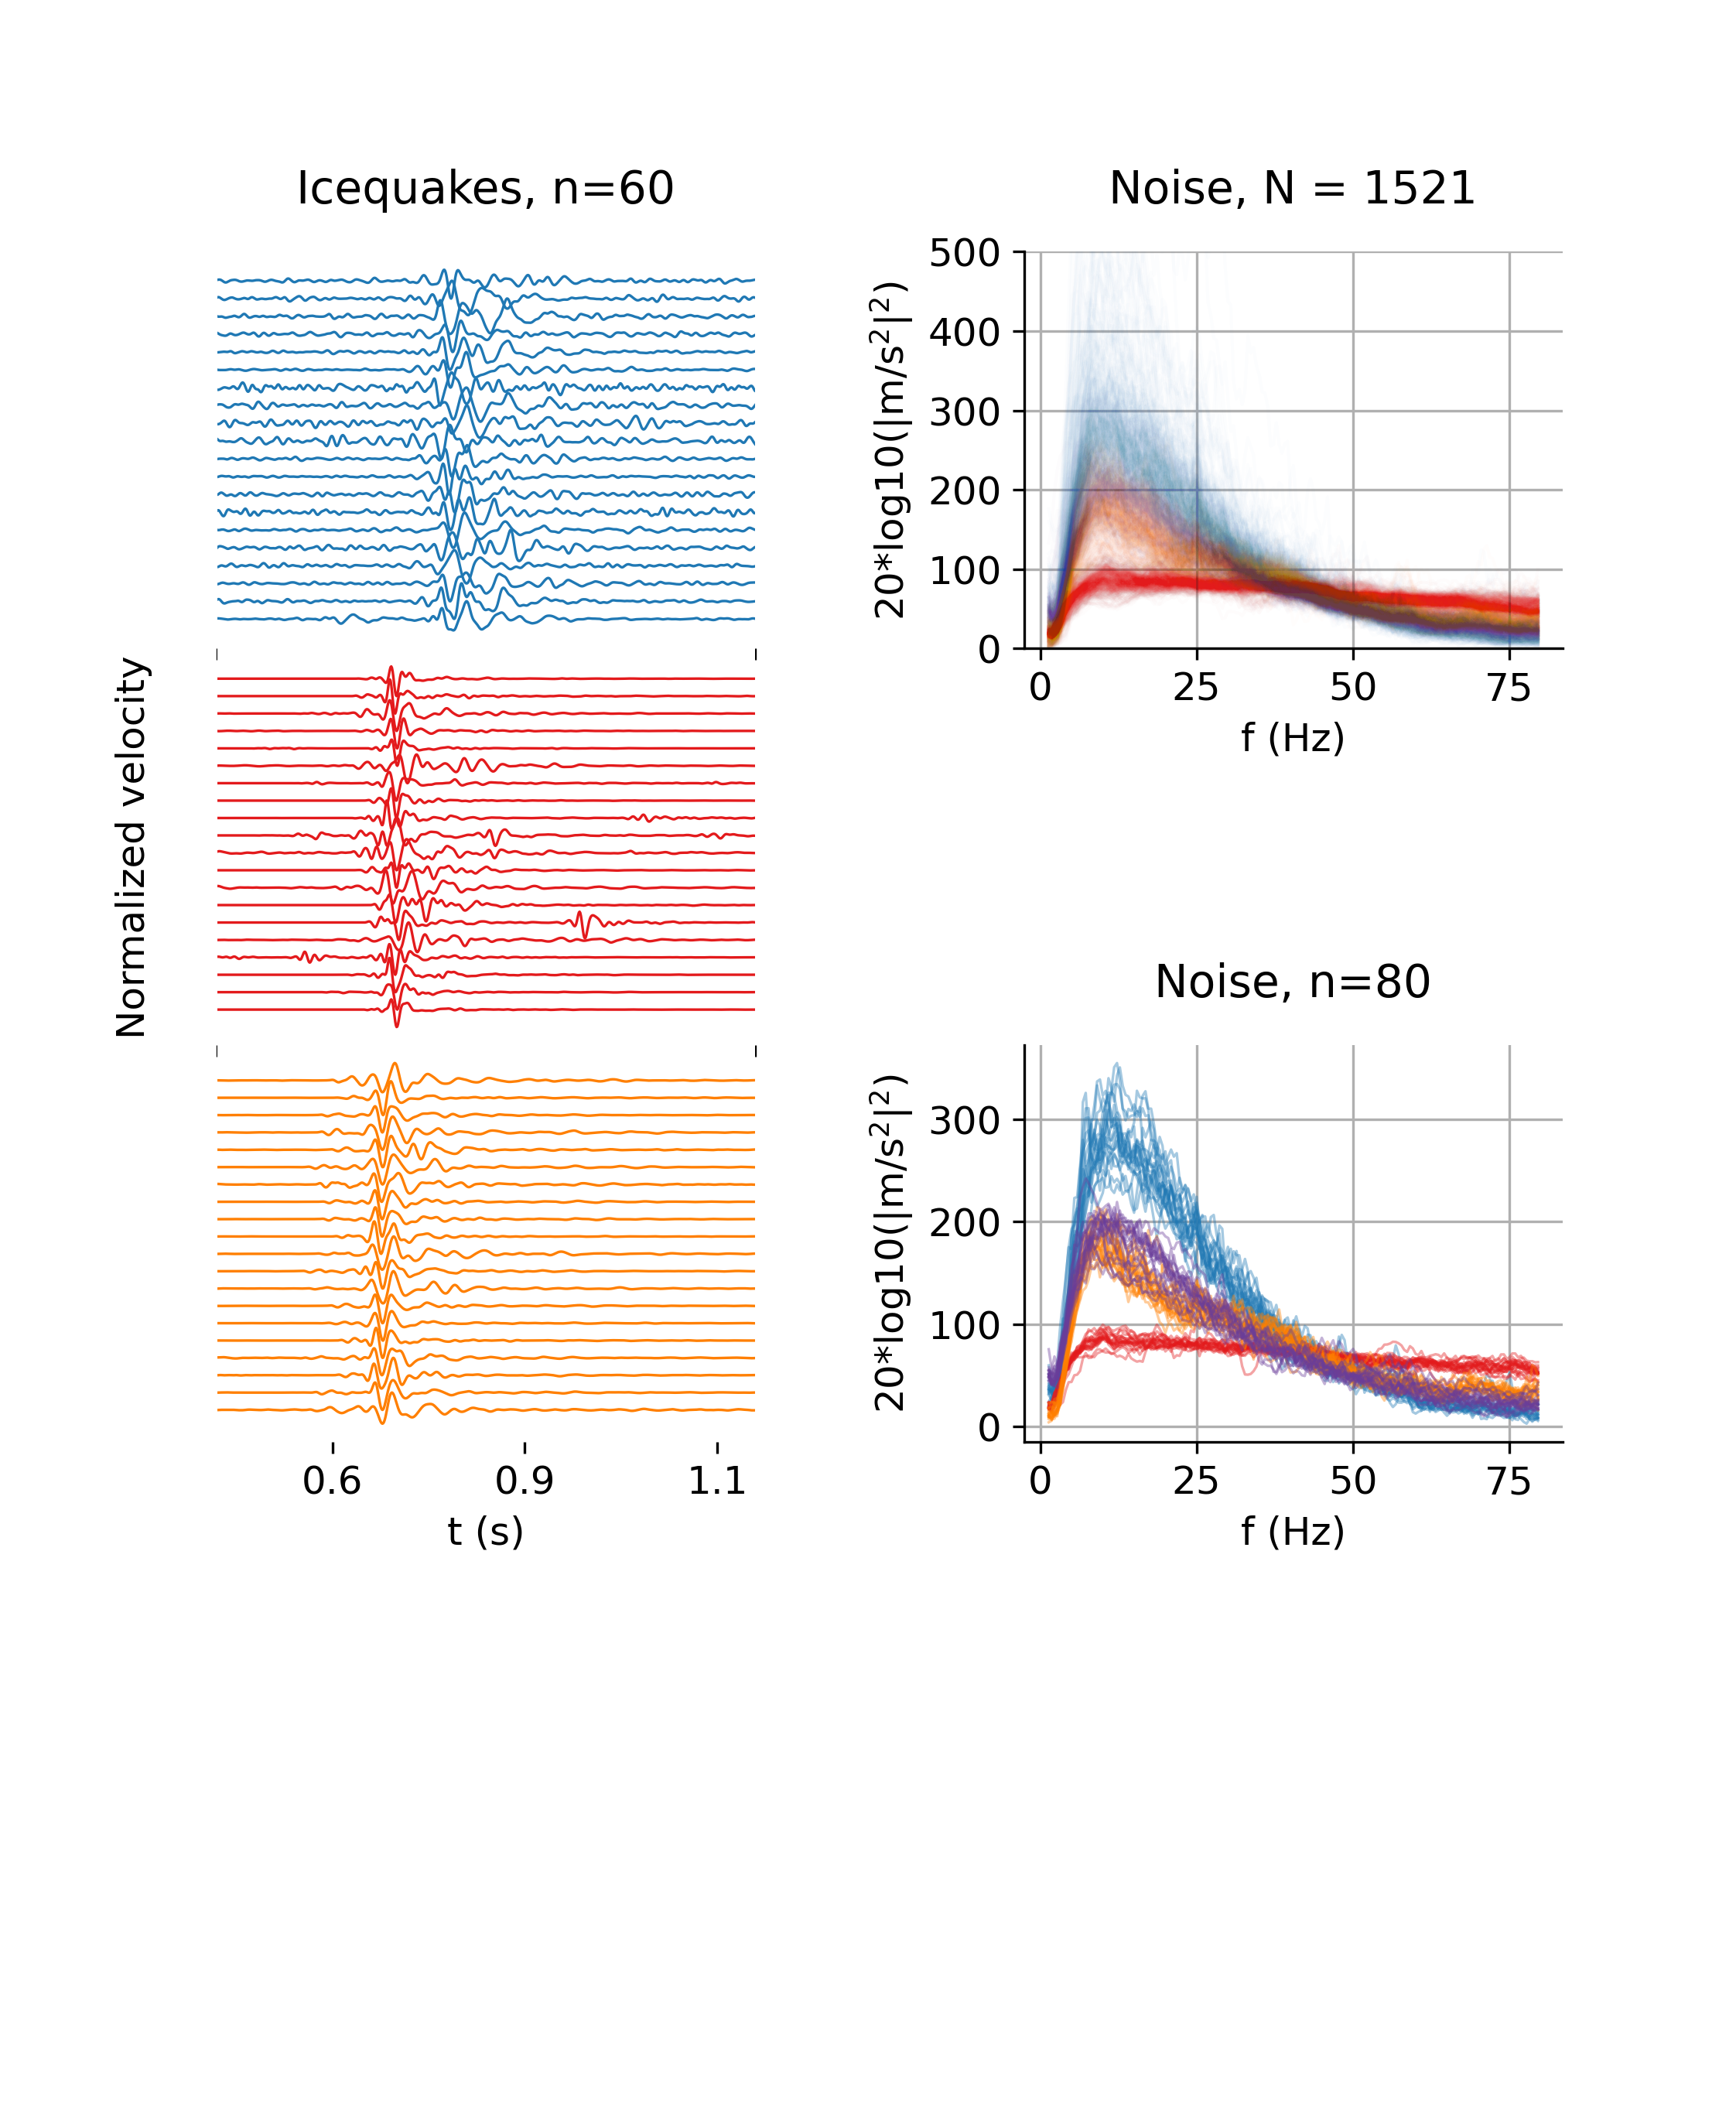 Icequakes, n=60
Normalized velocity
0.6 0.9 1.1
t (s)
Noise, N = 1521
20*log10(|m/s²|²)
500
400
300
200
100
0
0 25 50 75
f (Hz)
Noise, n=80
20*log10(|m/s²|²)
300
200
100
0
0 25 50 75
f (Hz)